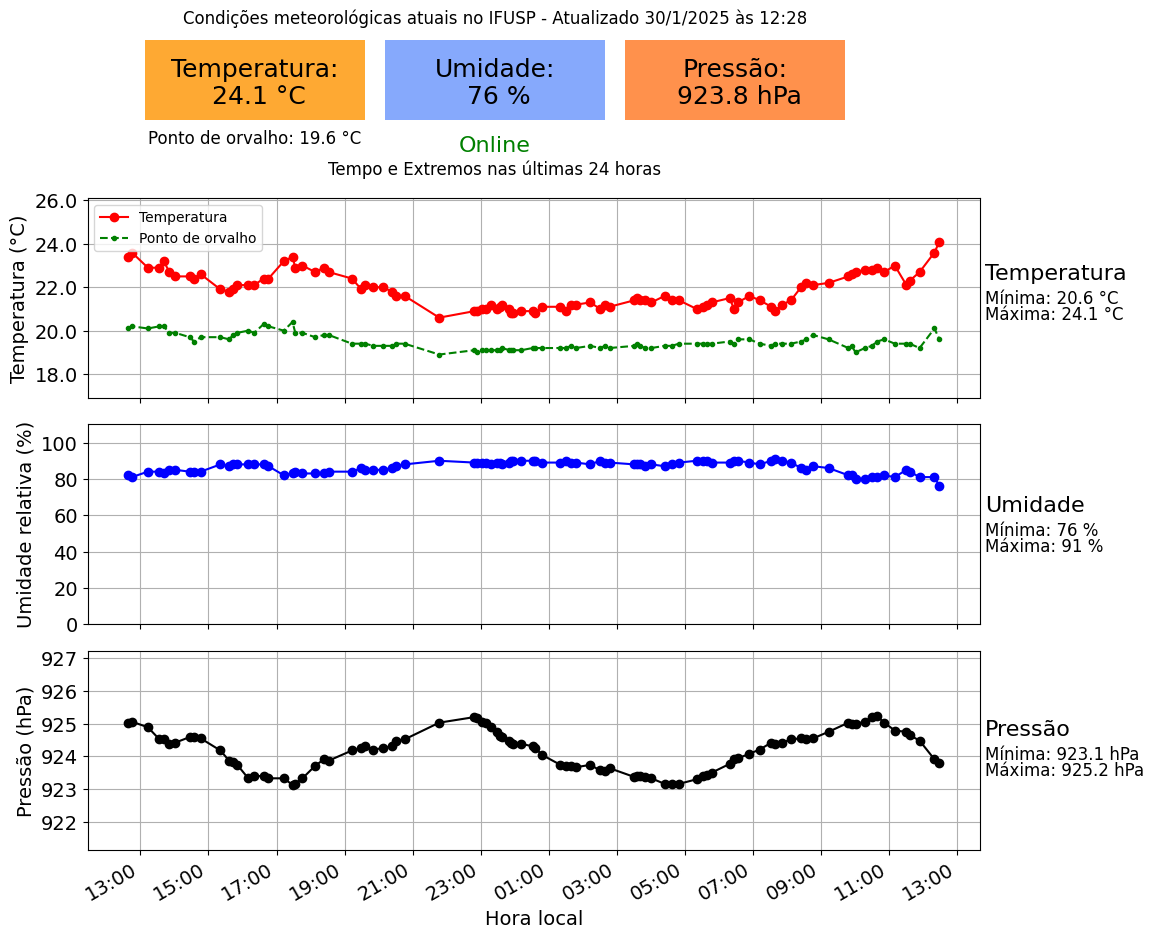 Condições meteorológicas atuais no IFUSP - Atualizado 30/1/2025 às 12:28
Temperatura:
24.1 °C
Umidade:
76 %
Pressão:
923.8 hPa
Ponto de orvalho: 19.6 °C
Online
Tempo e Extremos nas últimas 24 horas
Temperatura (°C)
26.0
24.0
22.0
20.0
18.0
Temperatura
Ponto de orvalho
Temperatura
Mínima: 20.6 °C
Máxima: 24.1 °C
Umidade relativa (%)
100
80
60
40
20
0
Umidade
Mínima: 76 %
Máxima: 91 %
Pressão (hPa)
927
926
925
924
923
922
Pressão
Mínima: 923.1 hPa
Máxima: 925.2 hPa
13:00 15:00 17:00 19:00 21:00 23:00 01:00 03:00 05:00 07:00 09:00 11:00 13:00
Hora local